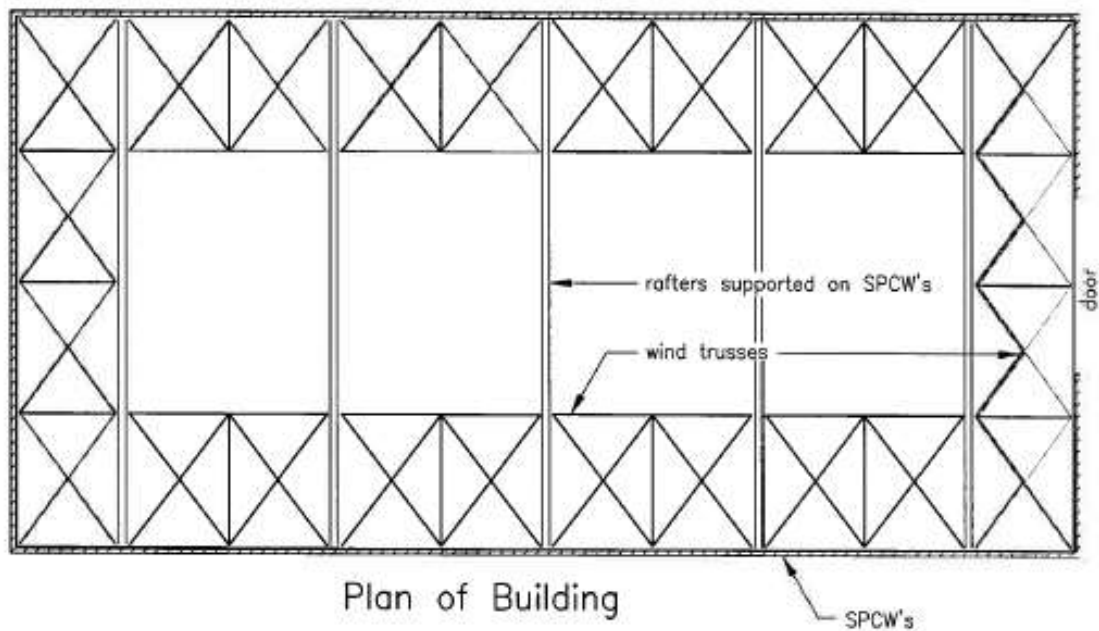 rafters supported on SPCW's
wind trusses
door
Plan of Building
SPCW's